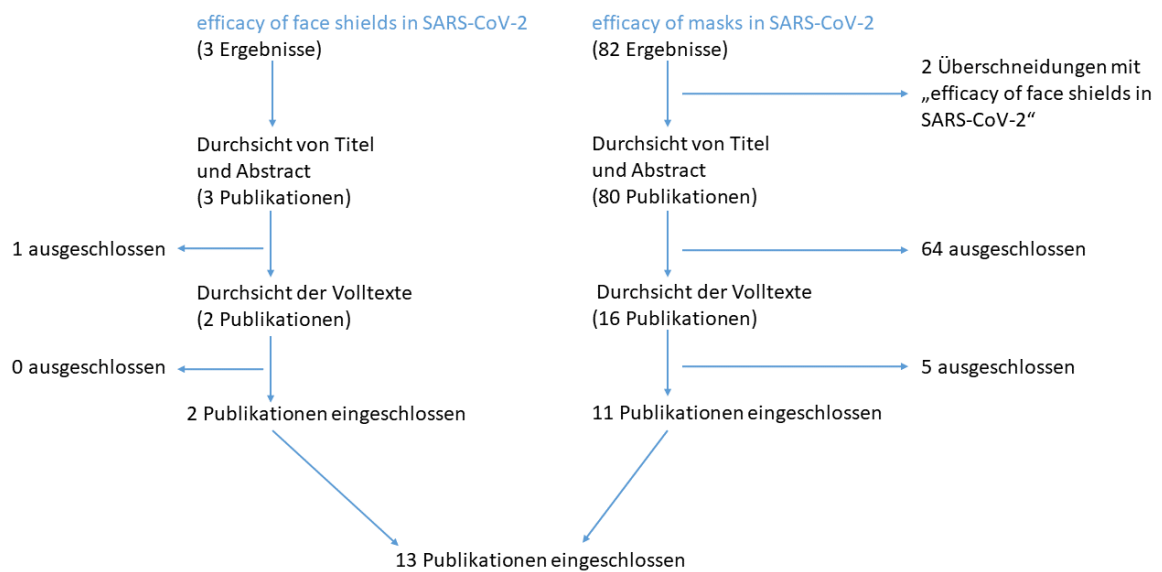 efficacy of face shields in SARS-CoV-2
(3 Ergebnisse)
efficacy of masks in SARS-CoV-2
(82 Ergebnisse)
2 Überschneidungen mit
„efficacy of face shields in
SARS-CoV-2“
Durchsicht von Titel
und Abstract
(3 Publikationen)
Durchsicht von Titel
und Abstract
(80 Publikationen)
1 ausgeschlossen
64 ausgeschlossen
Durchsicht der Volltexte
(2 Publikationen)
Durchsicht der Volltexte
(16 Publikationen)
0 ausgeschlossen
5 ausgeschlossen
2 Publikationen eingeschlossen
11 Publikationen eingeschlossen
13 Publikationen eingeschlossen